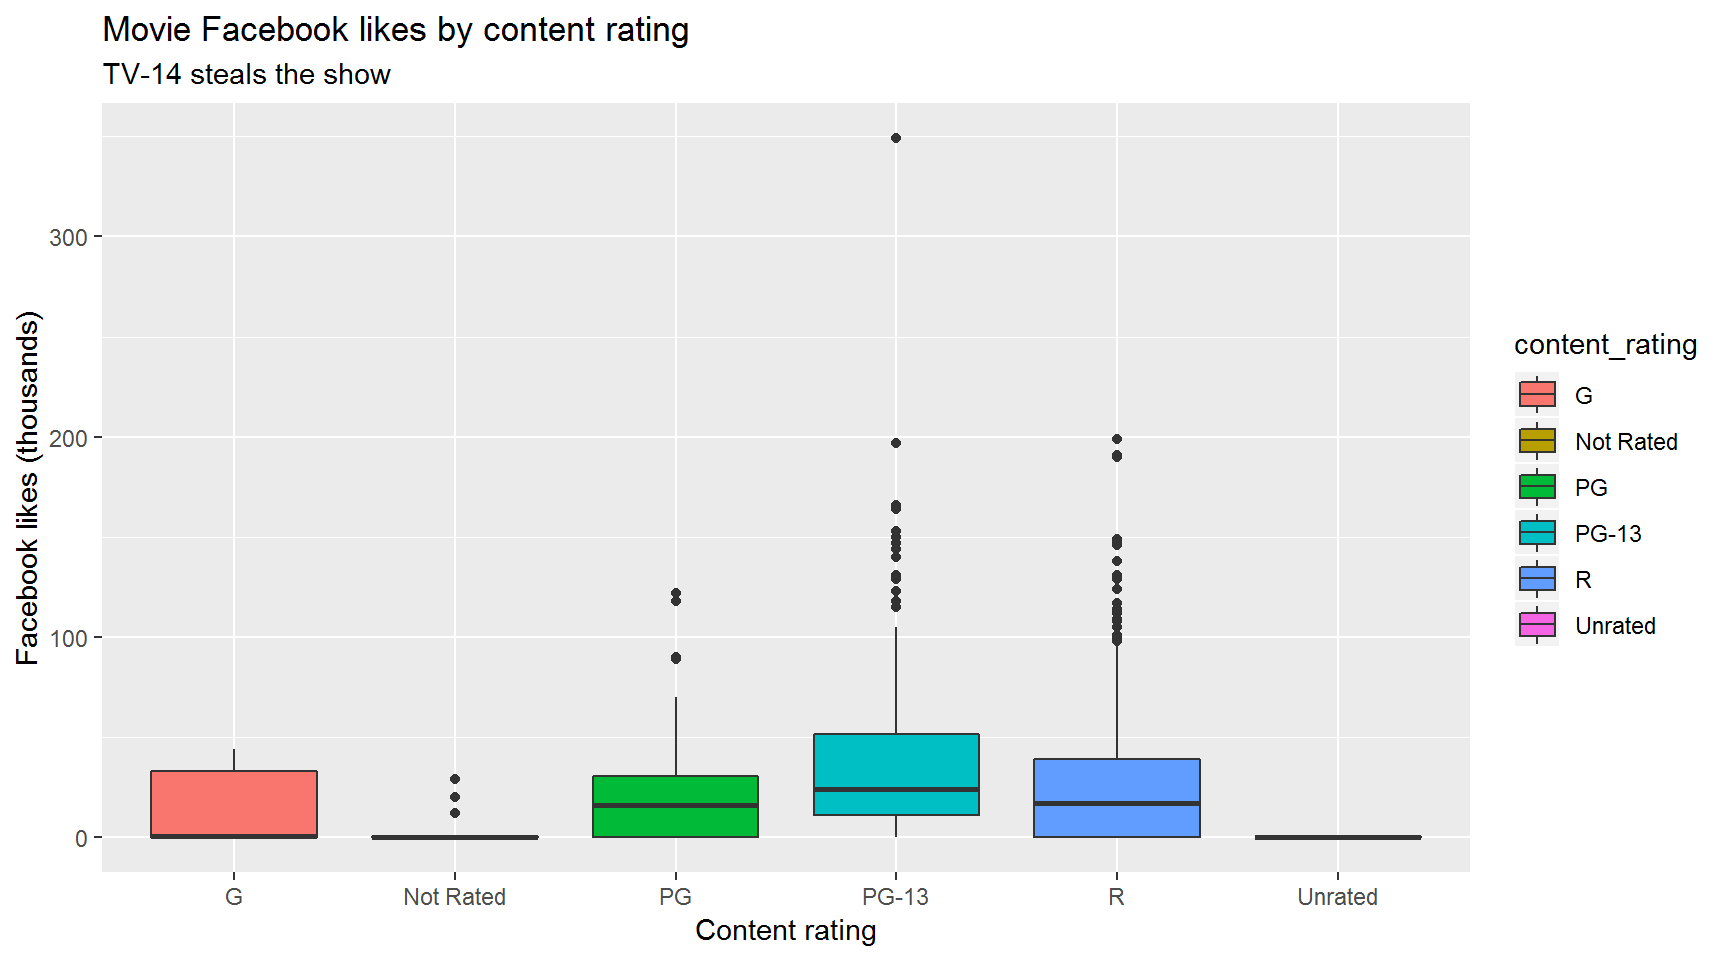 Movie Facebook likes by content rating
TV-14 steals the show
Facebook likes (thousands)
300
200
100
0
G
Not Rated
PG
PG-13
R
Unrated
Content rating
content_rating
G
Not Rated
PG
PG-13
R
Unrated